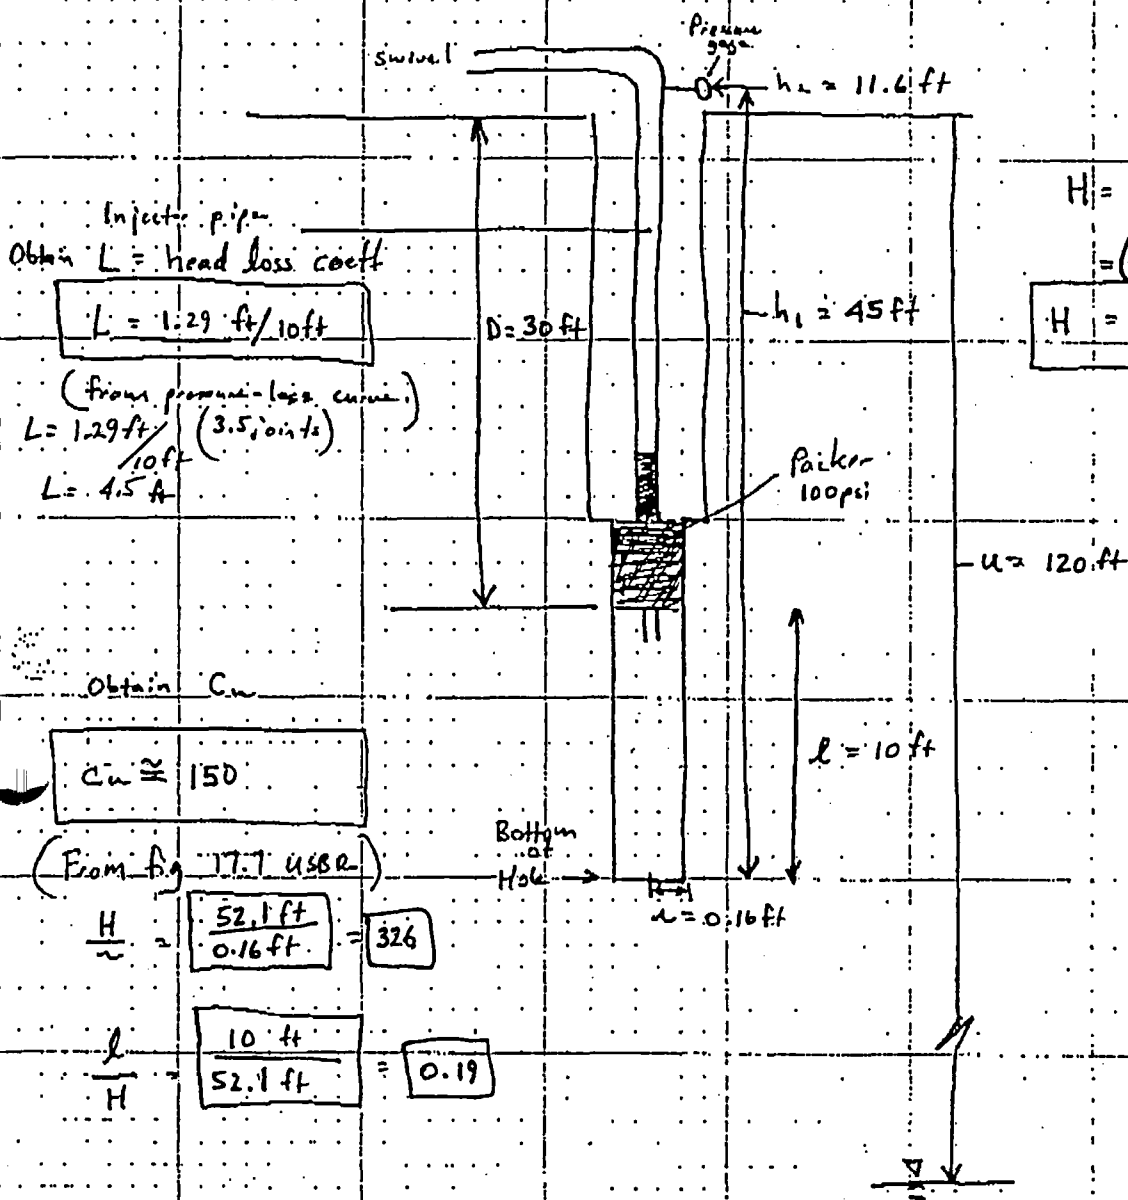 Pressure
gage
swivel
h₂ = 11.6 ft
H =
Injector pipe
Obtain L = head loss coeff
= (
L = 1.29 ft/10ft
D = 30 ft
h₁ = 45 ft
H =
(from pressure-loss curve)
L = 1.29 ft/10ft (3.5 joints)
L = 4.5 ft
Packer
100 psi
u = 120 ft
Obtain Cu
l = 10 ft
Cu ≅ 150
Bottom
of
Hole
(From fig 17.7 USBR)
r = 0.16 ft
H/r = 52.1 ft / 0.16 ft. = 326
l/H = 10 ft / 52.1 ft = 0.19